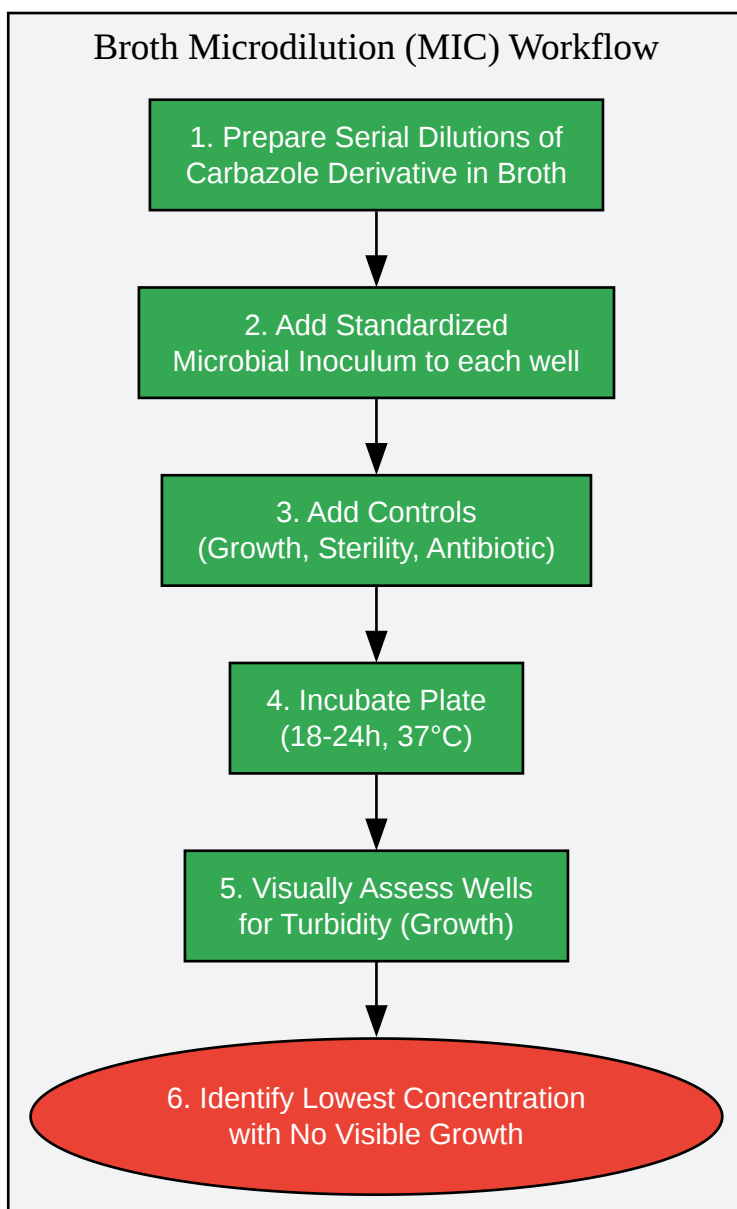 Broth Microdilution (MIC) Workflow
1. Prepare Serial Dilutions of
Carbazole Derivative in Broth
2. Add Standardized
Microbial Inoculum to each well
3. Add Controls
(Growth, Sterility, Antibiotic)
4. Incubate Plate
(18-24h, 37°C)
5. Visually Assess Wells
for Turbidity (Growth)
6. Identify Lowest Concentration
with No Visible Growth